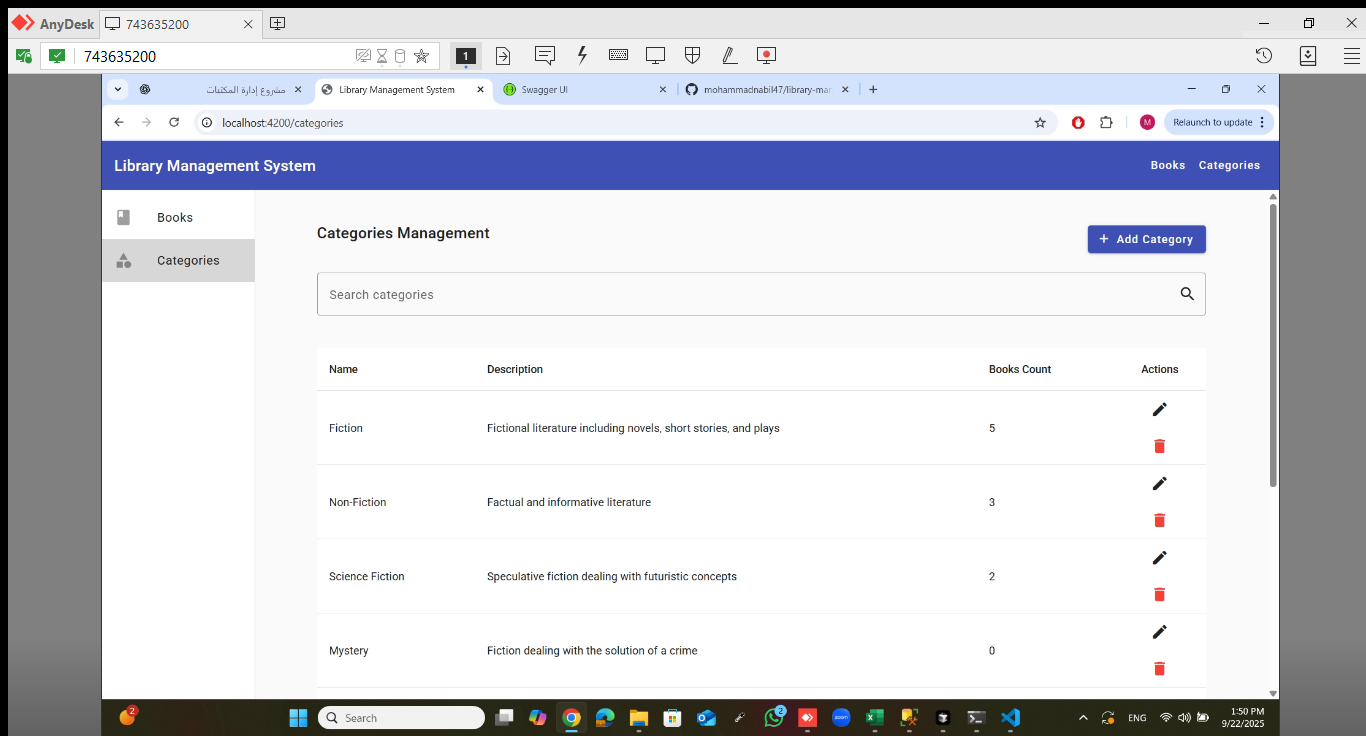 AnyDesk
743635200
743635200
1
مشروع إدارة المكتبات
Library Management System
Swagger UI
mohammadnabil47/library-mar
localhost:4200/categories
M
Relaunch to update
Library Management System
Books
Categories
Books
Categories
Categories Management
+ Add Category
Search categories
Name
Description
Books Count
Actions
Fiction
Fictional literature including novels, short stories, and plays
5
Non-Fiction
Factual and informative literature
3
Science Fiction
Speculative fiction dealing with futuristic concepts
2
Mystery
Fiction dealing with the solution of a crime
0
2
Search
zoom
2
ENG
1:50 PM
9/22/2025